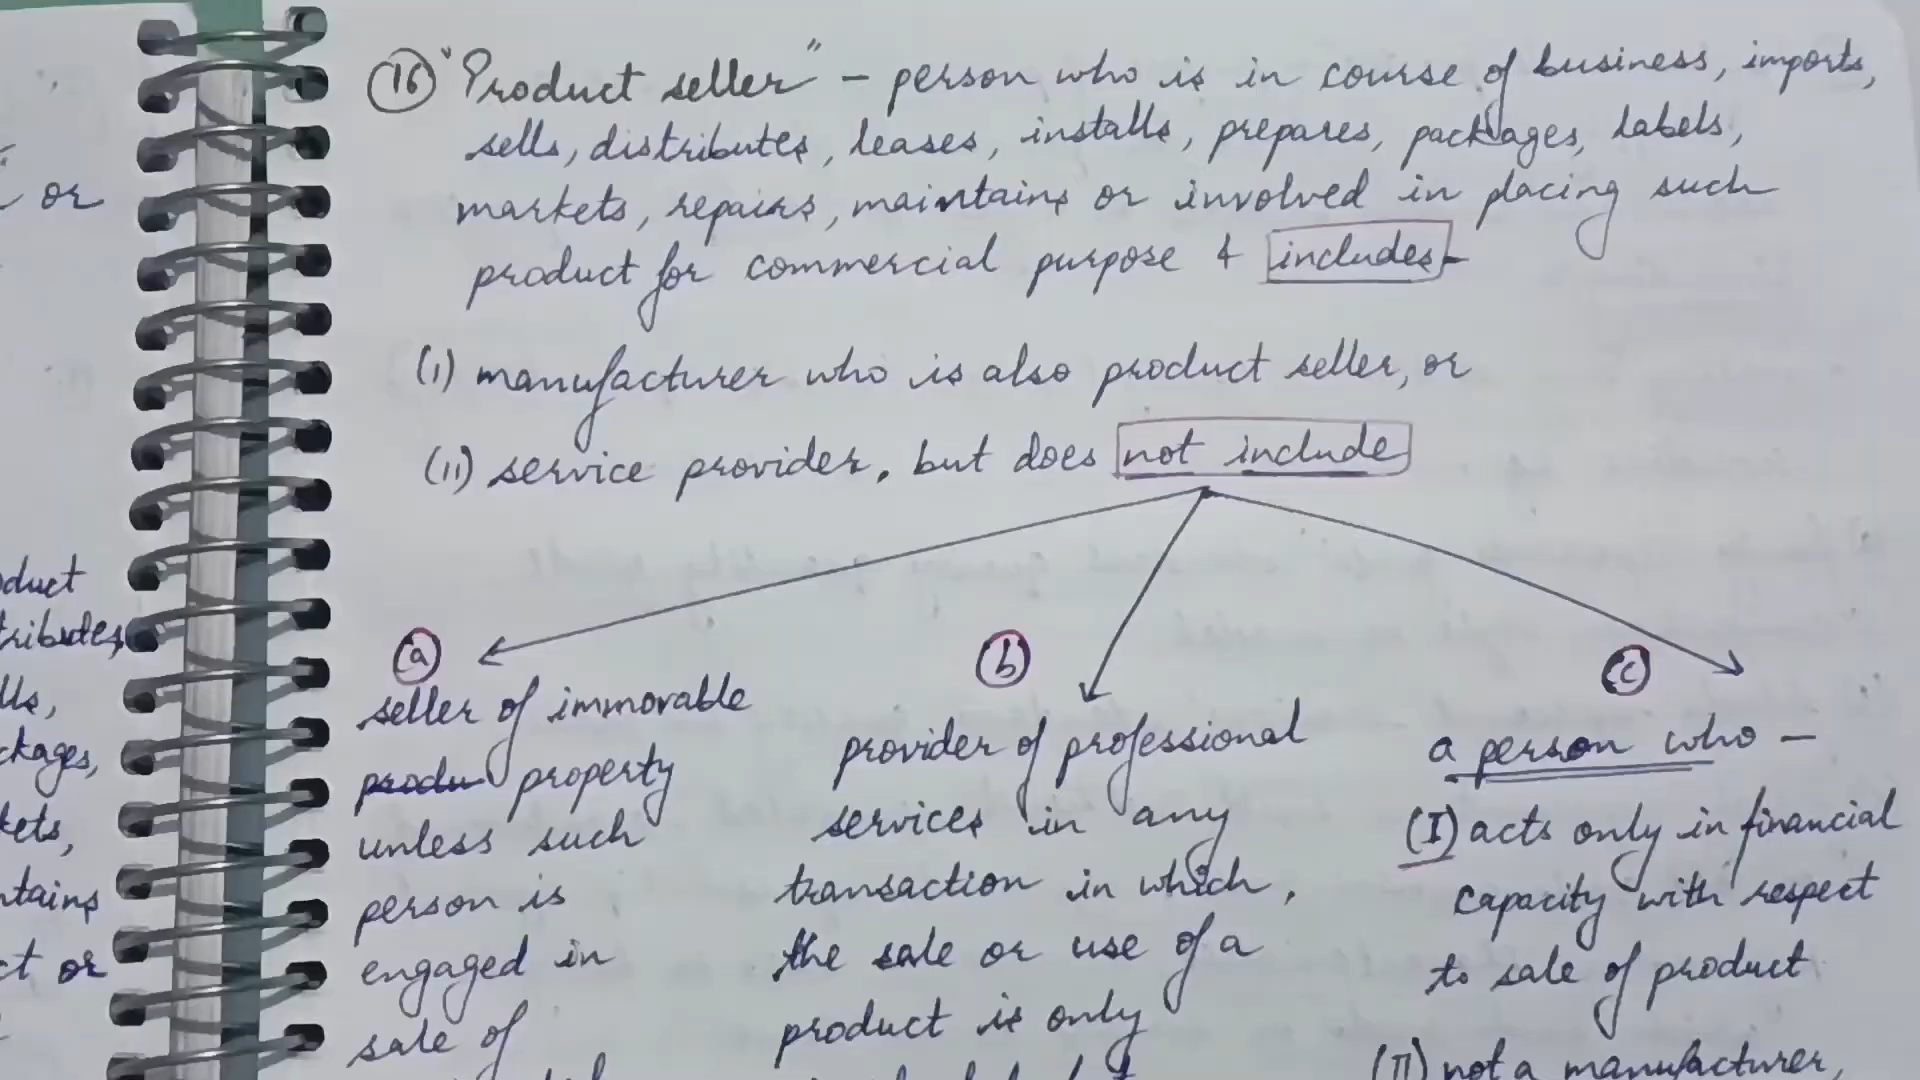 or
duct
tributes,
lls,
ckages,
kets,
ntains
ct or
(16) "Product seller" – person who is in course of business, imports,
sells, distributes, leases, installs, prepares, packages, labels,
markets, repairs, maintains or involved in placing such
product for commercial purpose & includes-
(i) manufacturer who is also product seller, or
(ii) service provider, but does not include
(a)
seller of immovable
produ property
unless such
person is
engaged in
sale of
(b)
provider of professional
services in any
transaction in which,
the sale or use of a
product is only
(c)
a person who –
(I) acts only in financial
capacity with respect
to sale of product
(II) not a manufacturer,